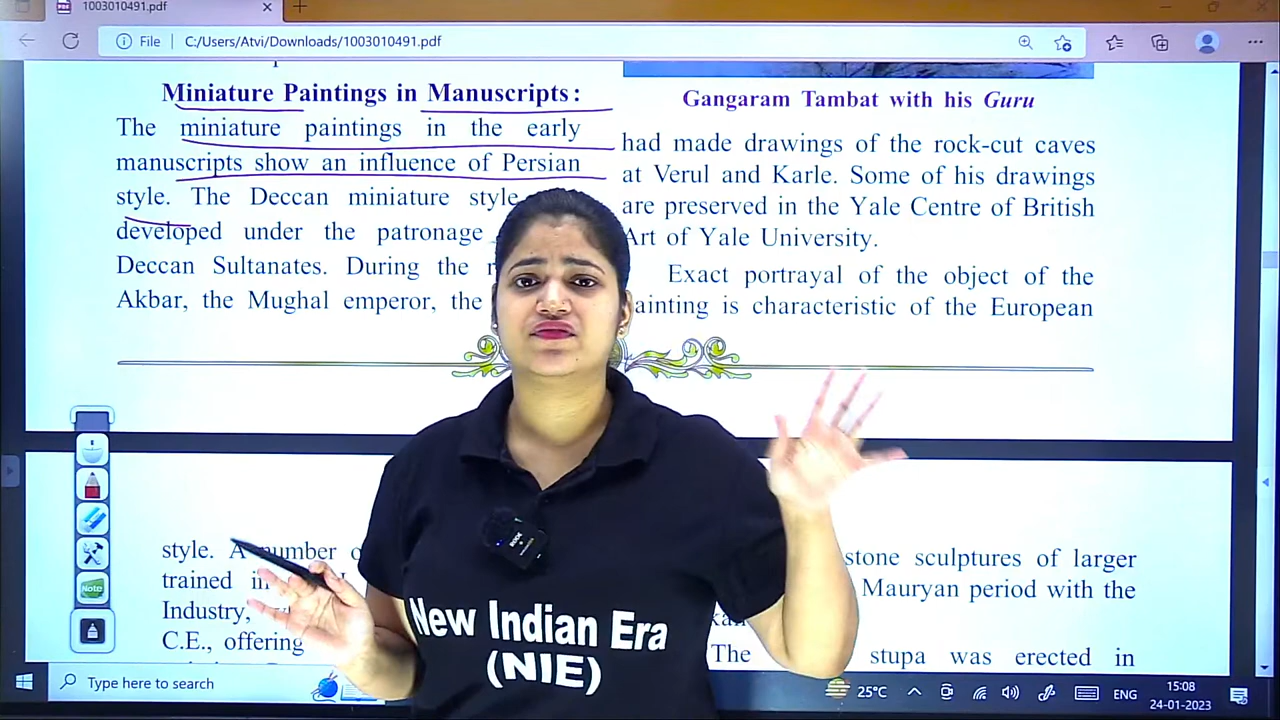 1003010491.pdf
File | C:/Users/Atvi/Downloads/1003010491.pdf
Miniature Paintings in Manuscripts:
The miniature paintings in the early
manuscripts show an influence of Persian
style. The Deccan miniature style
developed under the patronage
Deccan Sultanates. During the
Akbar, the Mughal emperor, the
Gangaram Tambat with his Guru
had made drawings of the rock-cut caves
at Verul and Karle. Some of his drawings
are preserved in the Yale Centre of British
Art of Yale University.
Exact portrayal of the object of the
painting is characteristic of the European
style. A number
trained in
Industry,
C.E., offering
stone sculptures of larger
Mauryan period with the
The stupa was erected in
Note
New Indian Era
(NIE)
Type here to search
25°C
ENG
15:08
24-01-2023